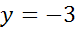 y = −3